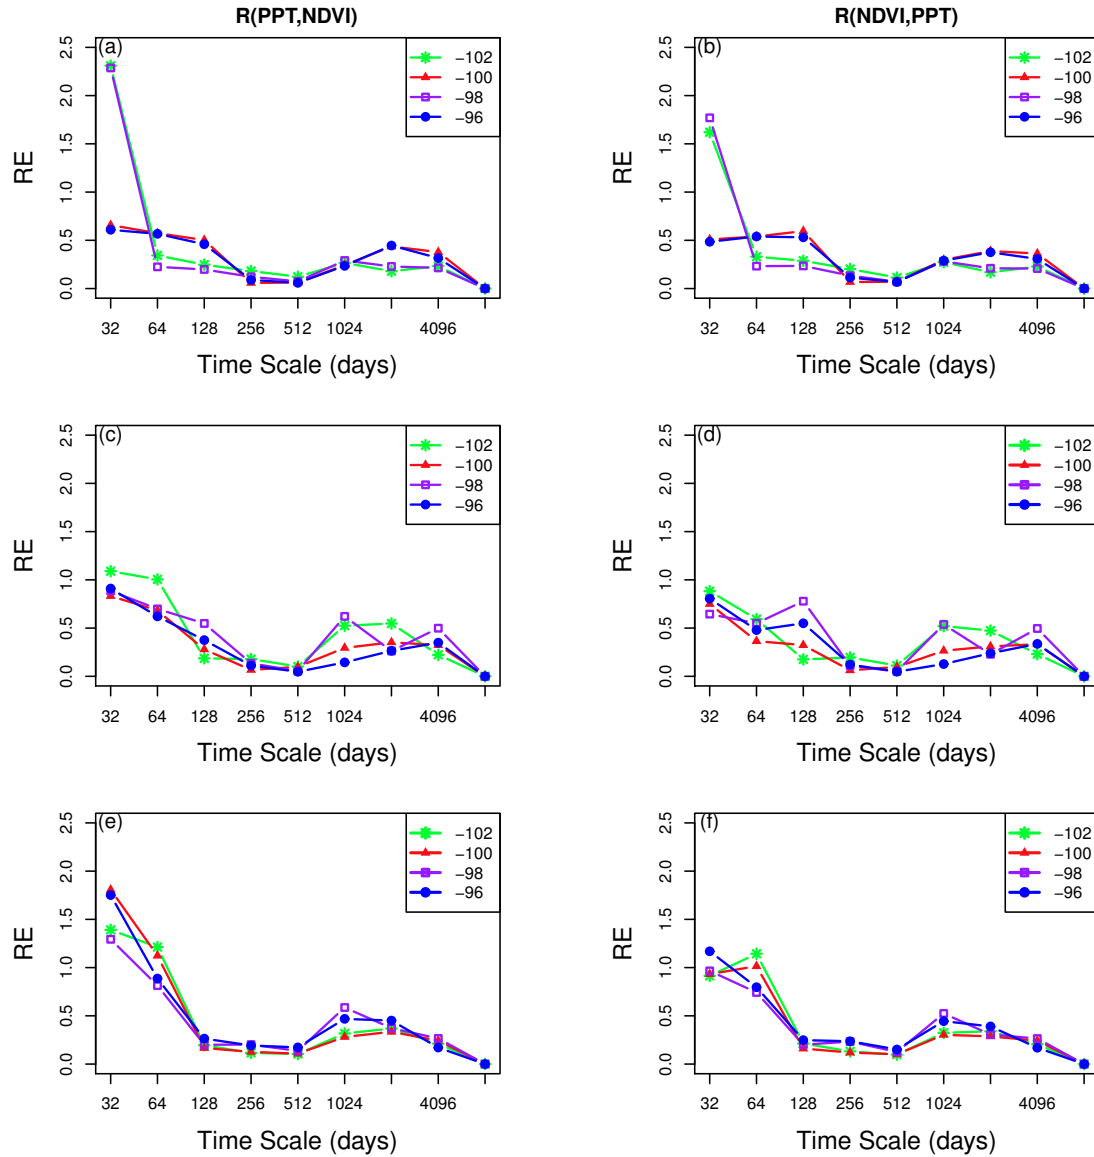 R(PPT,NDVI)
(a)
−102
−100
−98
−96
RE
0.0 0.5 1.0 1.5 2.0 2.5
32 64 128 256 512 1024 4096
Time Scale (days)
R(NDVI,PPT)
(b)
−102
−100
−98
−96
RE
0.0 0.5 1.0 1.5 2.0 2.5
32 64 128 256 512 1024 4096
Time Scale (days)
(c)
−102
−100
−98
−96
RE
0.0 0.5 1.0 1.5 2.0 2.5
32 64 128 256 512 1024 4096
Time Scale (days)
(d)
−102
−100
−98
−96
RE
0.0 0.5 1.0 1.5 2.0 2.5
32 64 128 256 512 1024 4096
Time Scale (days)
(e)
−102
−100
−98
−96
RE
0.0 0.5 1.0 1.5 2.0 2.5
32 64 128 256 512 1024 4096
Time Scale (days)
(f)
−102
−100
−98
−96
RE
0.0 0.5 1.0 1.5 2.0 2.5
32 64 128 256 512 1024 4096
Time Scale (days)